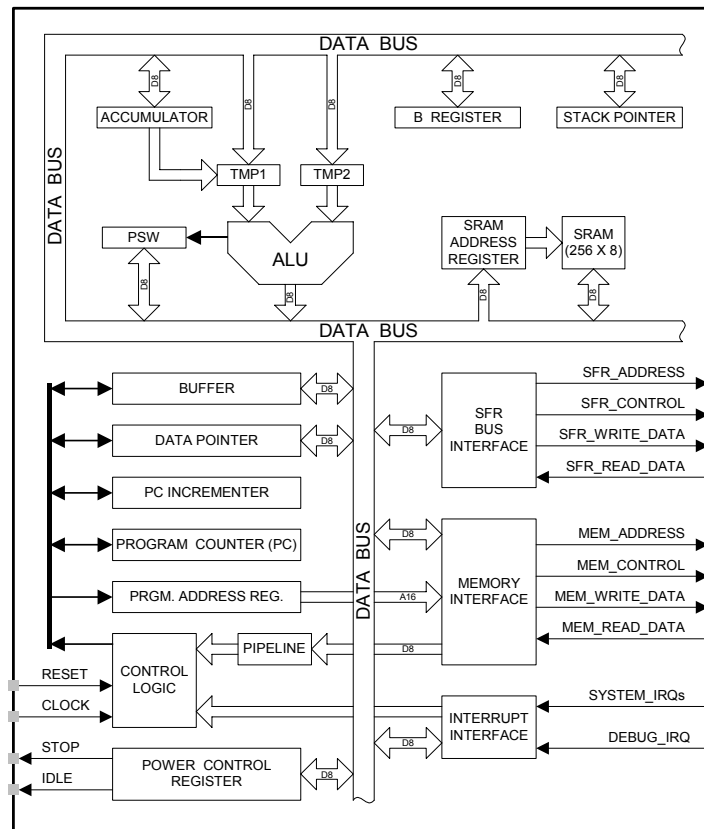 DATA BUS
D8
D8
D8
D8
D8
ACCUMULATOR
B REGISTER
STACK POINTER
DATA BUS
TMP1
TMP2
PSW
ALU
SRAM
ADDRESS
REGISTER
SRAM
(256 X 8)
D8
D8
D8
D8
DATA BUS
BUFFER
D8
SFR_ADDRESS
SFR_CONTROL
SFR
BUS
INTERFACE
DATA POINTER
D8
D8
SFR_WRITE_DATA
SFR_READ_DATA
PC INCREMENTER
PROGRAM COUNTER (PC)
D8
MEM_ADDRESS
MEM_CONTROL
DATA BUS
MEMORY
INTERFACE
PRGM. ADDRESS REG.
A16
MEM_WRITE_DATA
MEM_READ_DATA
PIPELINE
D8
RESET
CONTROL
LOGIC
CLOCK
SYSTEM_IRQs
INTERRUPT
INTERFACE
D8
DEBUG_IRQ
STOP
POWER CONTROL
REGISTER
D8
IDLE